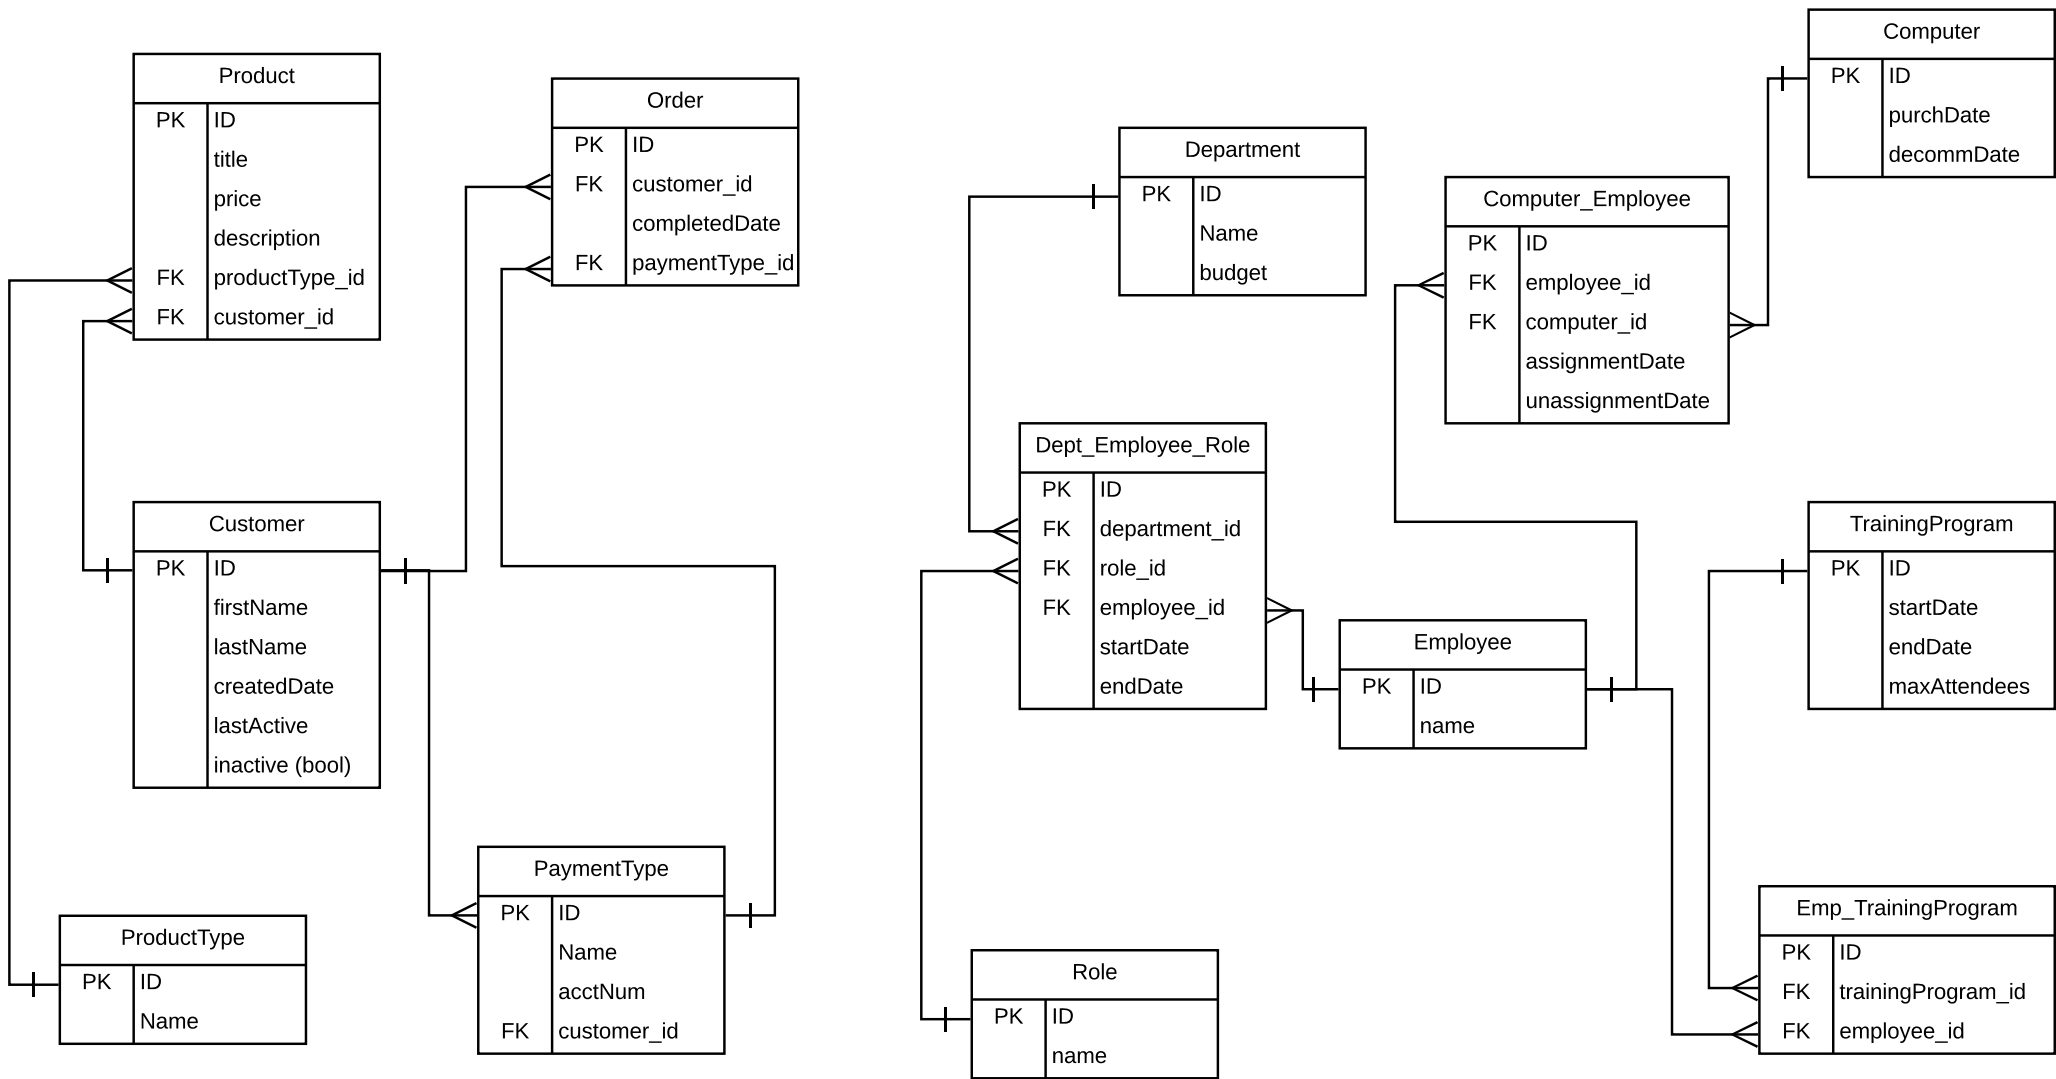 Product
PK ID
title
price
description
FK productType_id
FK customer_id
Order
PK ID
FK customer_id
completedDate
FK paymentType_id
Customer
PK ID
firstName
lastName
createdDate
lastActive
inactive (bool)
PaymentType
PK ID
Name
acctNum
FK customer_id
ProductType
PK ID
Name
Department
PK ID
Name
budget
Computer
PK ID
purchDate
decommDate
Computer_Employee
PK ID
FK employee_id
FK computer_id
assignmentDate
unassignmentDate
Dept_Employee_Role
PK ID
FK department_id
FK role_id
FK employee_id
startDate
endDate
Employee
PK ID
name
TrainingProgram
PK ID
startDate
endDate
maxAttendees
Role
PK ID
name
Emp_TrainingProgram
PK ID
FK trainingProgram_id
FK employee_id